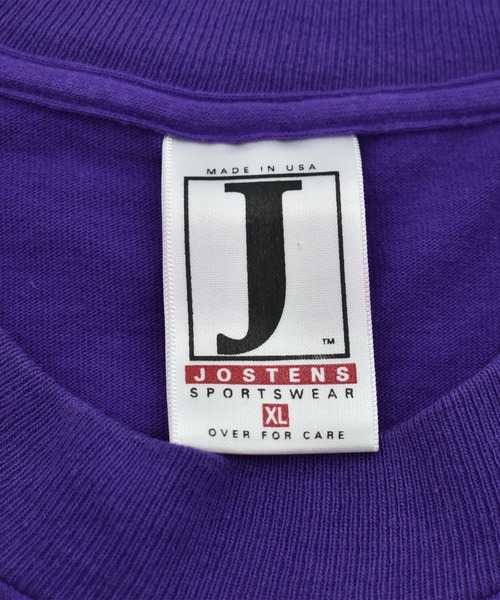 MADE IN USA
J
TM
JOSTENS
SPORTSWEAR
XL
OVER FOR CARE